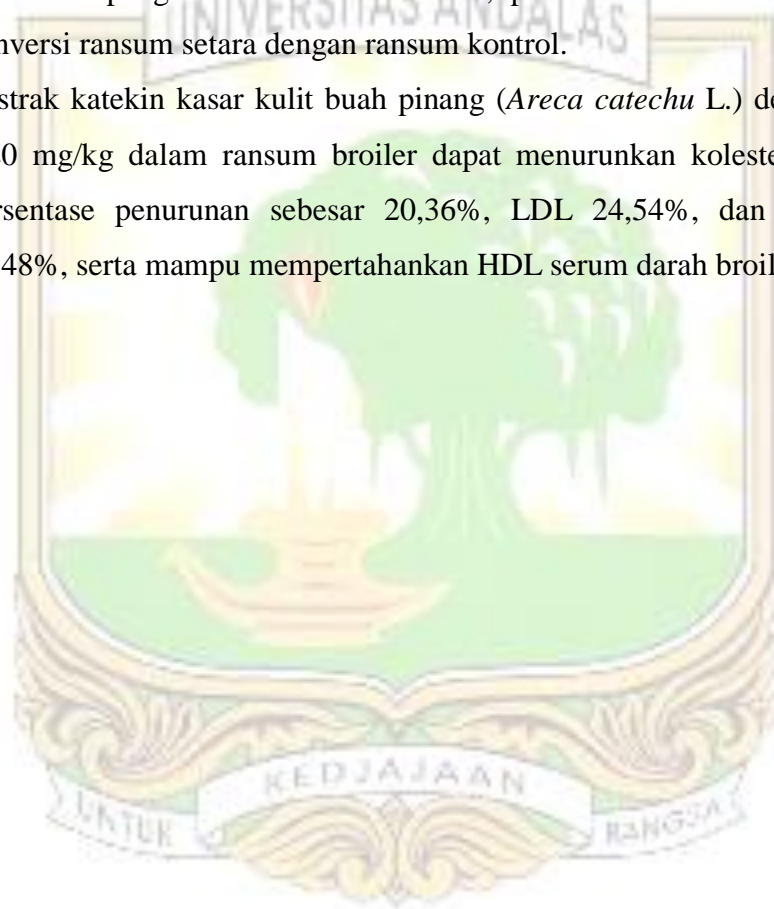 UNIVERSITAS ANDALAS
nversi ransum setara dengan ransum kontrol.
strak katekin kasar kulit buah pinang (Areca catechu L.) de
0 mg/kg dalam ransum broiler dapat menurunkan koleste
rsentase penurunan sebesar 20,36%, LDL 24,54%, dan
48%, serta mampu mempertahankan HDL serum darah broil
KEDJAJAAN
UNTUK BANGSA